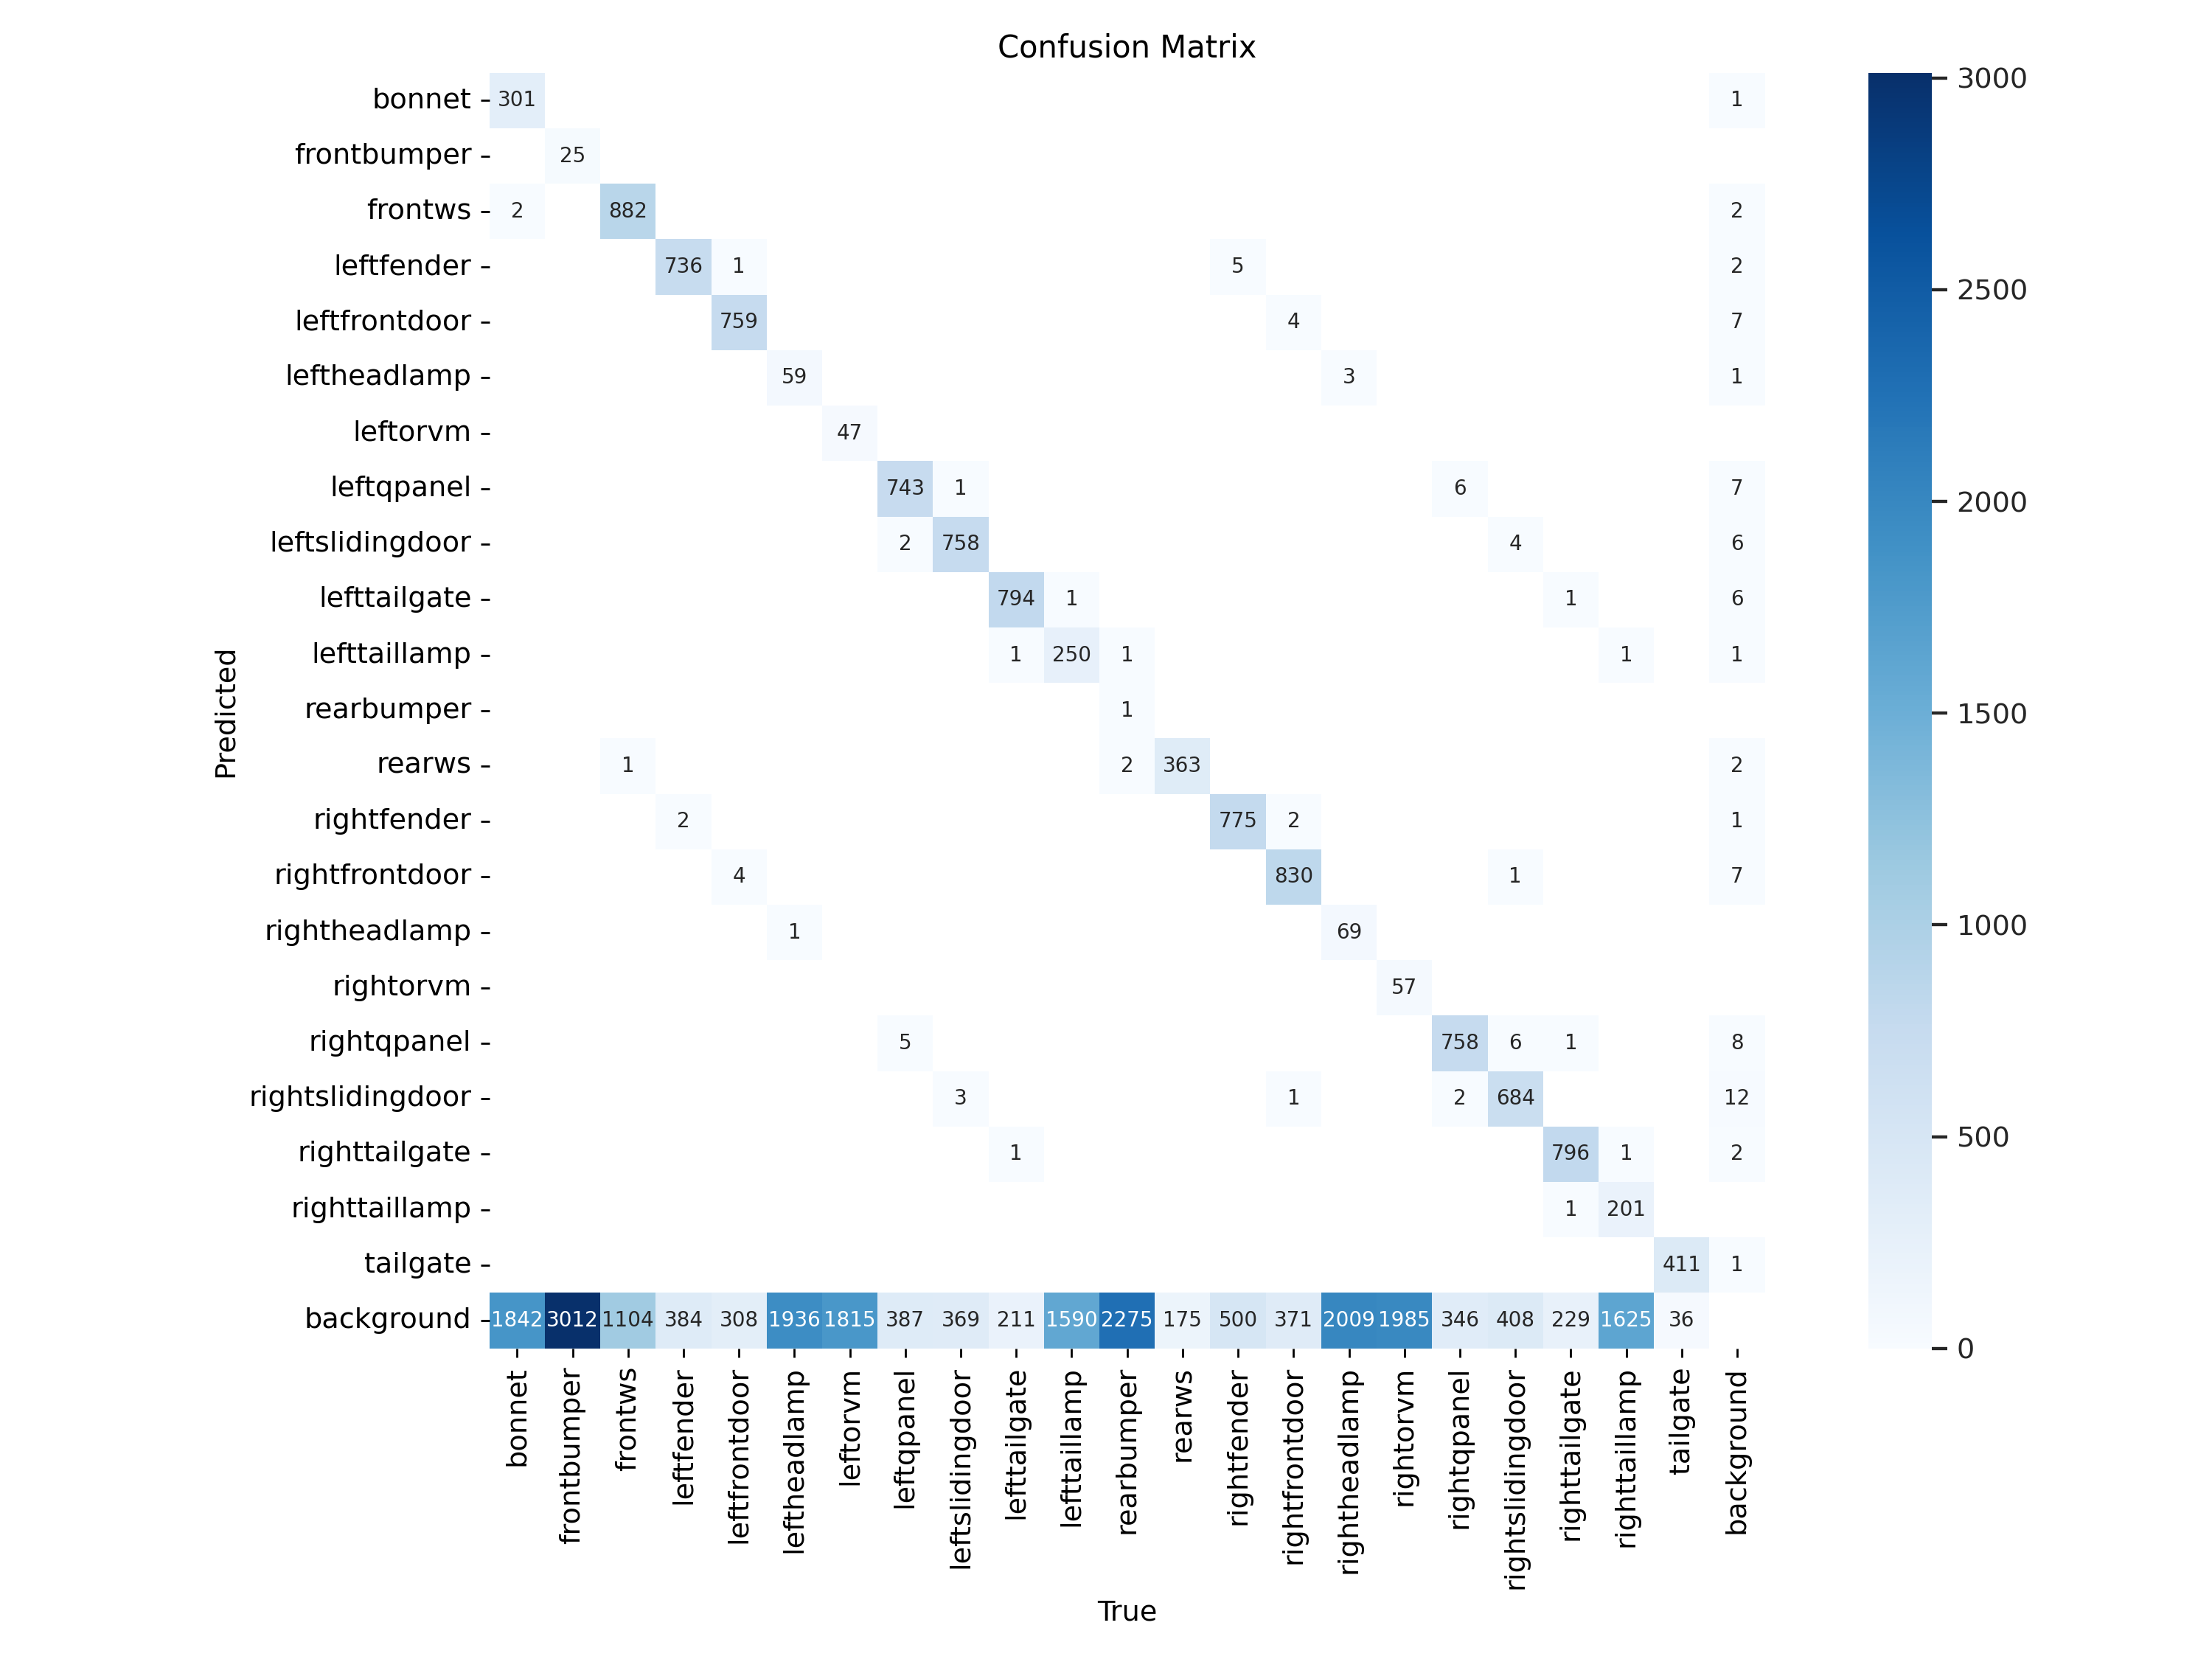 Confusion Matrix
bonnet 301 1 3000
frontbumper 25
frontws 2 882 2
leftfender 736 1 5 2
2500
leftfrontdoor 759 4 7
leftheadlamp 59 3 1
leftorvm 47
leftqpanel 743 1 6 7
2000
leftslidingdoor 2 758 4 6
lefttailgate 794 1 1 6
lefttaillamp 1 250 1 1 1
Predicted
rearbumper 1
1500
rearws 1 2 363 2
rightfender 2 775 2 1
rightfrontdoor 4 830 1 7
1000
rightheadlamp 1 69
rightorvm 57
rightqpanel 5 758 6 1 8
rightslidingdoor 3 1 2 684 12
500
righttailgate 1 796 1 2
righttaillamp 1 201
tailgate 411 1
background 1842 3012 1104 384 308 1936 1815 387 369 211 1590 2275 175 500 371 2009 1985 346 408 229 1625 36
0
bonnet frontbumper frontws leftfender leftfrontdoor leftheadlamp leftorvm leftqpanel leftslidingdoor lefttailgate lefttaillamp rearbumper rearws rightfender rightfrontdoor rightheadlamp rightorvm rightqpanel rightslidingdoor righttailgate righttaillamp tailgate background
True